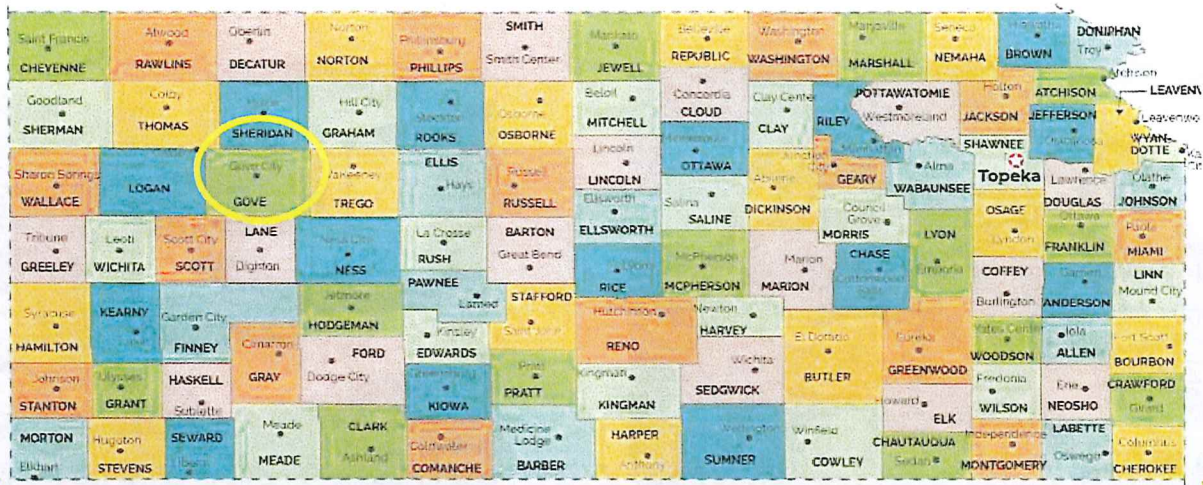 Saint Francis
CHEYENNE
Atwood
RAWLINS
Oberlin
DECATUR
Norton
NORTON
Phillipsburg
PHILLIPS
SMITH
Smith Center
Mankato
JEWELL
Belleville
REPUBLIC
Washington
WASHINGTON
Marysville
MARSHALL
Seneca
NEMAHA
Hiawatha
BROWN
DONIPHAN
Troy
Goodland
SHERMAN
Colby
THOMAS
SHERIDAN
Hill City
GRAHAM
Stockton
ROOKS
Osborne
OSBORNE
Beloit
MITCHELL
Concordia
CLOUD
Clay Center
CLAY
RILEY
Manhattan
POTTAWATOMIE
Westmoreland
Holton
JACKSON
Atchison
ATCHISON
JEFFERSON
Oskaloosa
LEAVENW
Leavenwo
WYAN-
DOTTE
Ka
Sharon Springs
WALLACE
LOGAN
Gove City
GOVE
Wakeeney
TREGO
ELLIS
Hays
Russell
RUSSELL
Lincoln
LINCOLN
Minneapolis
OTTAWA
Abilene
DICKINSON
Junction
City
GEARY
Alma
WABAUNSEE
SHAWNEE
Topeka
Lawrence
DOUGLAS
Olathe
JOHNSON
Tribune
GREELEY
Leoti
WICHITA
Scott City
SCOTT
LANE
Dighton
Ness City
NESS
La Crosse
RUSH
BARTON
Great Bend
Ellsworth
ELLSWORTH
Salina
SALINE
Council
Grove
MORRIS
LYON
Emporia
OSAGE
Lyndon
Ottawa
FRANKLIN
Paola
MIAMI
Syracuse
HAMILTON
KEARNY
Lakin
Garden City
FINNEY
Jetmore
HODGEMAN
PAWNEE
Larned
STAFFORD
Saint John
Lyons
RICE
McPherson
MCPHERSON
Marion
MARION
CHASE
Cottonwood
Falls
COFFEY
Burlington
Garnett
ANDERSON
LINN
Mound City
Johnson
STANTON
Ulysses
GRANT
HASKELL
Sublette
Cimarron
GRAY
FORD
Dodge City
Kinsley
EDWARDS
Greensburg
KIOWA
Pratt
PRATT
Hutchinson
RENO
Newton
HARVEY
Kingman
KINGMAN
Wichita
SEDGWICK
El Dorado
BUTLER
Eureka
GREENWOOD
Yates Center
WOODSON
Iola
ALLEN
Fort Scott
BOURBON
MORTON
Elkhart
Hugoton
STEVENS
SEWARD
Liberal
Meade
MEADE
CLARK
Ashland
Coldwater
COMANCHE
Medicine
Lodge
BARBER
HARPER
Anthony
Wellington
SUMNER
Winfield
COWLEY
Howard
ELK
CHAUTAUQUA
Sedan
Fredonia
WILSON
Independence
MONTGOMERY
Erie
NEOSHO
LABETTE
Oswego
CRAWFORD
Girard
Columbus
CHEROKEE